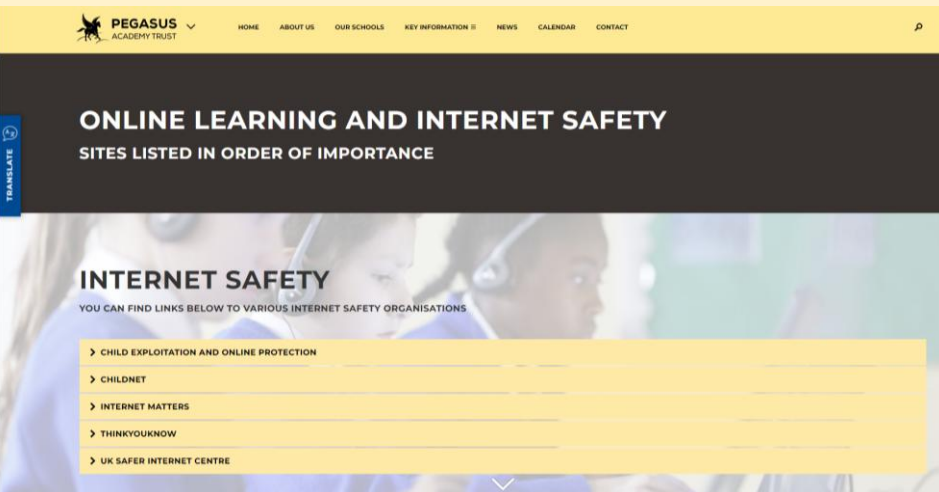 PEGASUS
ACADEMY TRUST
HOME ABOUT US OUR SCHOOLS KEY INFORMATION NEWS CALENDAR CONTACT
ONLINE LEARNING AND INTERNET SAFETY
SITES LISTED IN ORDER OF IMPORTANCE
TRANSLATE
INTERNET SAFETY
YOU CAN FIND LINKS BELOW TO VARIOUS INTERNET SAFETY ORGANISATIONS
CHILD EXPLOITATION AND ONLINE PROTECTION
CHILDNET
INTERNET MATTERS
THINKYOUKNOW
UK SAFER INTERNET CENTRE